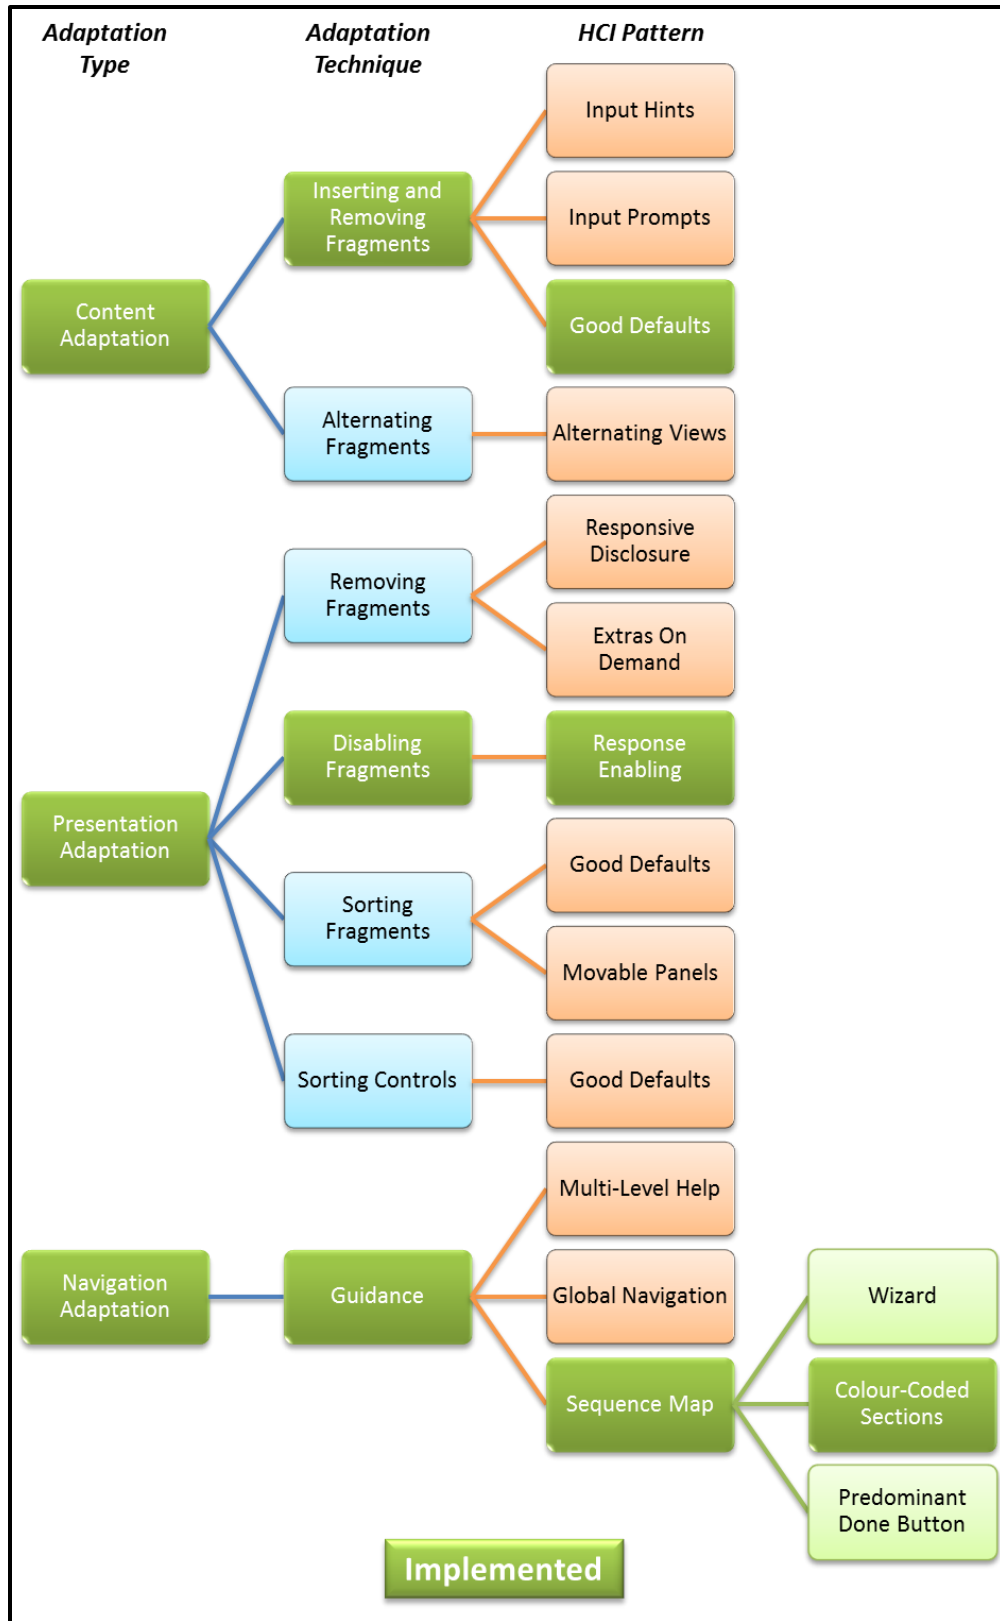 Adaptation
Type
Adaptation
Technique
HCI Pattern
Input Hints
Inserting and
Removing
Fragments
Input Prompts
Content
Adaptation
Good Defaults
Alternating
Fragments
Alternating Views
Responsive
Disclosure
Removing
Fragments
Extras On
Demand
Disabling
Fragments
Response
Enabling
Presentation
Adaptation
Good Defaults
Sorting
Fragments
Movable Panels
Sorting Controls
Good Defaults
Multi-Level Help
Navigation
Adaptation
Guidance
Global Navigation
Wizard
Sequence Map
Colour-Coded
Sections
Predominant
Done Button
Implemented